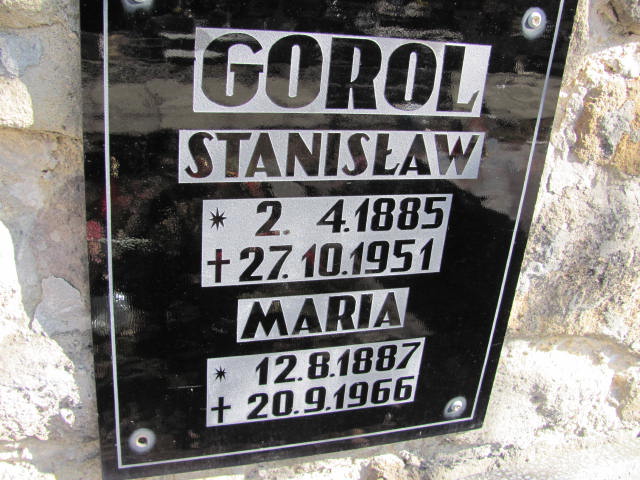 GOROL
STANISŁAW
* 2. 4.1885
+ 27.10.1951
MARIA
* 12.8.1887
+ 20.9.1966